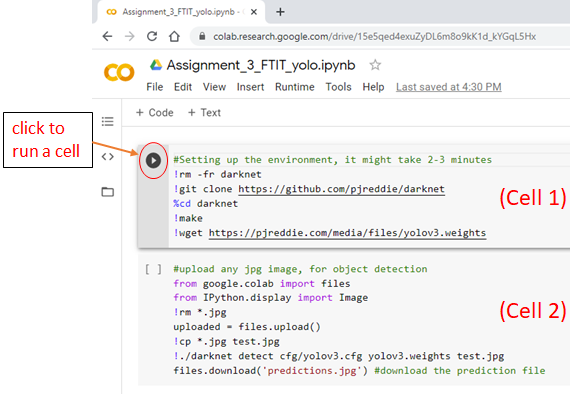 Assignment_3_FTIT_yolo.ipynb -
colab.research.google.com/drive/15e5qed4exuZyDL6m8o9kK1d_kYGqL5Hx
Assignment_3_FTIT_yolo.ipynb
File Edit View Insert Runtime Tools Help Last saved at 4:30 PM
+ Code + Text
click to
run a cell
#Setting up the environment, it might take 2-3 minutes
!rm -fr darknet
!git clone https://github.com/pjreddie/darknet
%cd darknet
!make
!wget https://pjreddie.com/media/files/yolov3.weights
(Cell 1)
[ ] #upload any jpg image, for object detection
from google.colab import files
from IPython.display import Image
!rm *.jpg
uploaded = files.upload()
!cp *.jpg test.jpg
!./darknet detect cfg/yolov3.cfg yolov3.weights test.jpg
files.download('predictions.jpg') #download the prediction file
(Cell 2)